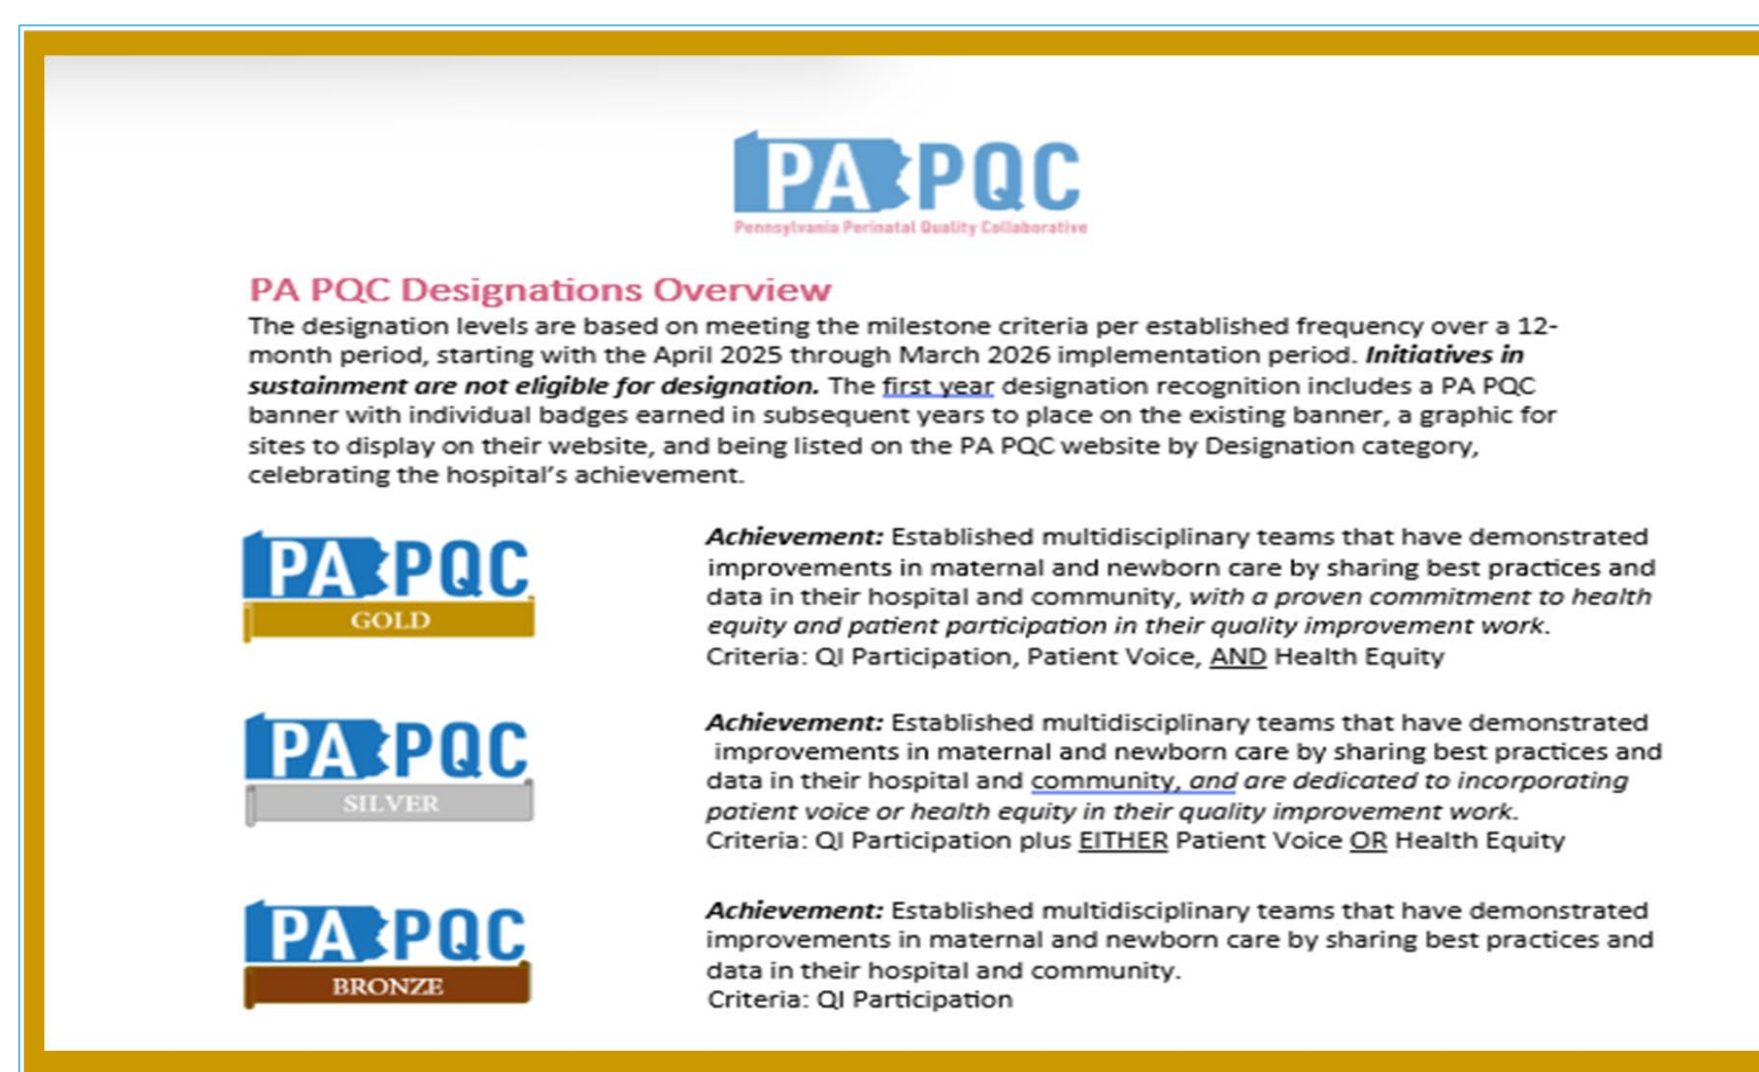 PA PQC
Pennsylvania Perinatal Quality Collaborative
PA PQC Designations Overview
The designation levels are based on meeting the milestone criteria per established frequency over a 12-
month period, starting with the April 2025 through March 2026 implementation period. Initiatives in
sustainment are not eligible for designation. The first year designation recognition includes a PA PQC
banner with individual badges earned in subsequent years to place on the existing banner, a graphic for
sites to display on their website, and being listed on the PA PQC website by Designation category,
celebrating the hospital's achievement.
PA PQC
GOLD
Achievement: Established multidisciplinary teams that have demonstrated
improvements in maternal and newborn care by sharing best practices and
data in their hospital and community, with a proven commitment to health
equity and patient participation in their quality improvement work.
Criteria: QI Participation, Patient Voice, AND Health Equity
PA PQC
SILVER
Achievement: Established multidisciplinary teams that have demonstrated
improvements in maternal and newborn care by sharing best practices and
data in their hospital and community, and are dedicated to incorporating
patient voice or health equity in their quality improvement work.
Criteria: QI Participation plus EITHER Patient Voice OR Health Equity
PA PQC
BRONZE
Achievement: Established multidisciplinary teams that have demonstrated
improvements in maternal and newborn care by sharing best practices and
data in their hospital and community.
Criteria: QI Participation